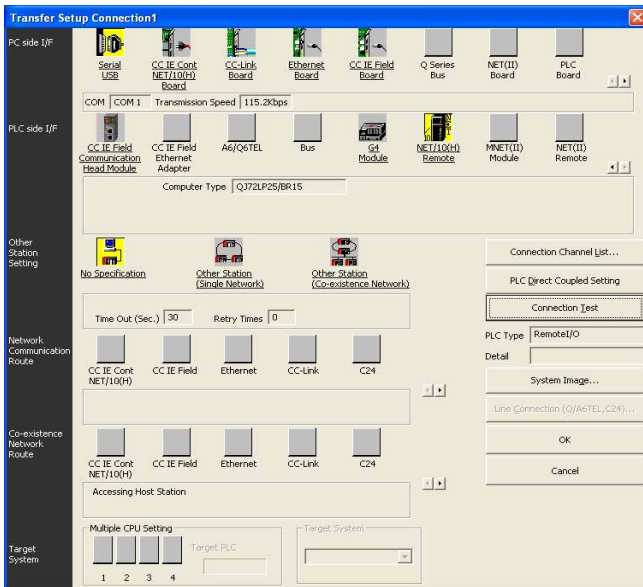 Transfer Setup Connection1
PC side I/F
Serial USB
CC IE Cont NET/10(H) Board
CC-Link Board
Ethernet Board
CC IE Field Board
Q Series Bus
NET(II) Board
PLC Board
COM COM 1 Transmission Speed 115.2Kbps
PLC side I/F
CC IE Field Communication Head Module
CC IE Field Ethernet Adapter
A6/Q6TEL
Bus
G4 Module
NET/10(H) Remote
MNET(II) Module
NET(II) Remote
Computer Type QJ72LP25/BR15
Other Station Setting
No Specification
Other Station (Single Network)
Other Station (Co-existence Network)
Connection Channel List...
PLC Direct Coupled Setting
Time Out (Sec.) 30 Retry Times 0
Connection Test
PLC Type RemoteI/O
Detail
Network Communication Route
CC IE Cont NET/10(H)
CC IE Field
Ethernet
CC-Link
C24
System Image...
Line Connection (Q/A6TEL,C24)...
Co-existence Network Route
CC IE Cont NET/10(H)
CC IE Field
Ethernet
CC-Link
C24
OK
Cancel
Accessing Host Station
Target System
Multiple CPU Setting
Target PLC
1 2 3 4
Target System